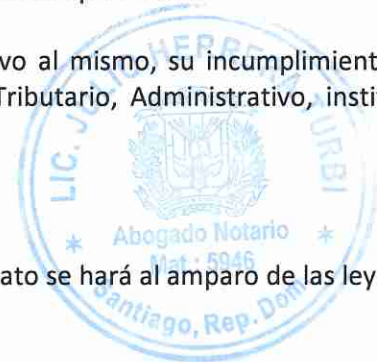 vo al mismo, su incumplimient
Tributario, Administrativo, insti
LIC. JULIO HERRERA TURBI
Abogado Notario
Mat.: 5946
Santiago, Rep. Dom
ato se hará al amparo de las ley